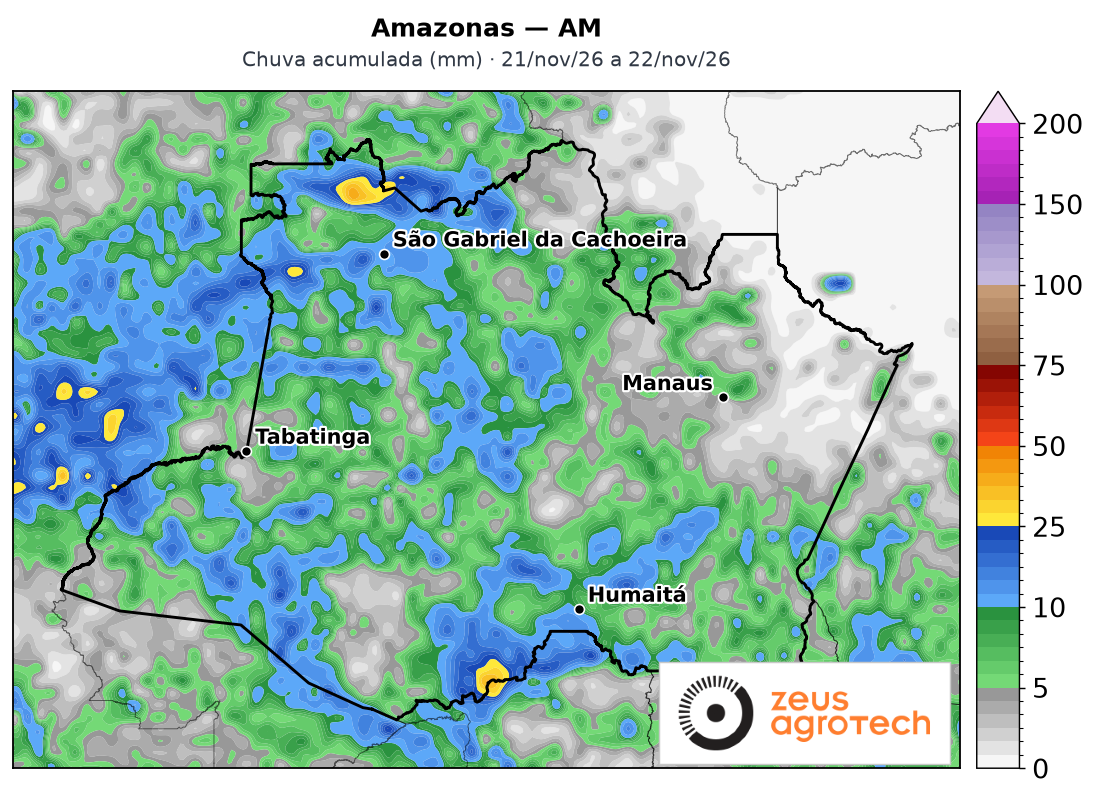 Amazonas — AM
Chuva acumulada (mm) · 21/nov/26 a 22/nov/26
200
150
100
75
50
25
10
5
0
São Gabriel da Cachoeira
Manaus
Tabatinga
Humaitá
zeus
agrotech